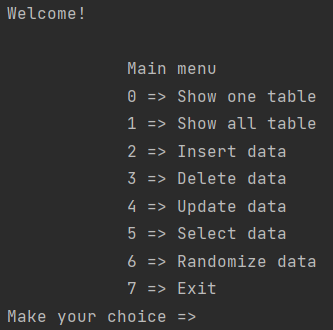 Welcome!
Main menu
0 => Show one table
1 => Show all table
2 => Insert data
3 => Delete data
4 => Update data
5 => Select data
6 => Randomize data
7 => Exit
Make your choice =>